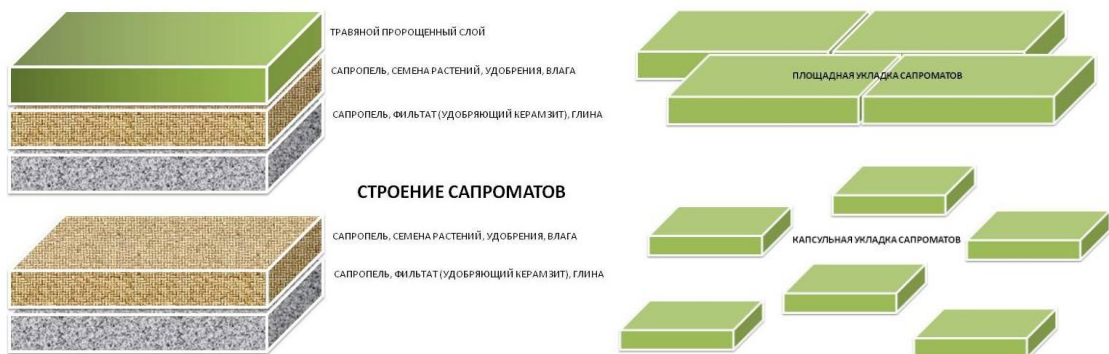 ТРАВЯНОЙ ПРОРОЩЕННЫЙ СЛОЙ
САПРОПЕЛЬ, СЕМЕНА РАСТЕНИЙ, УДОБРЕНИЯ, ВЛАГА
САПРОПЕЛЬ, ФИЛЬТАТ (УДОБРЯЮЩИЙ КЕРАМЗИТ), ГЛИНА
СТРОЕНИЕ САПРОМАТОВ
САПРОПЕЛЬ, СЕМЕНА РАСТЕНИЙ, УДОБРЕНИЯ, ВЛАГА
САПРОПЕЛЬ, ФИЛЬТАТ (УДОБРЯЮЩИЙ КЕРАМЗИТ), ГЛИНА
ПЛОЩАДНАЯ УКЛАДКА САПРОМАТОВ
КАПСУЛЬНАЯ УКЛАДКА САПРОМАТОВ